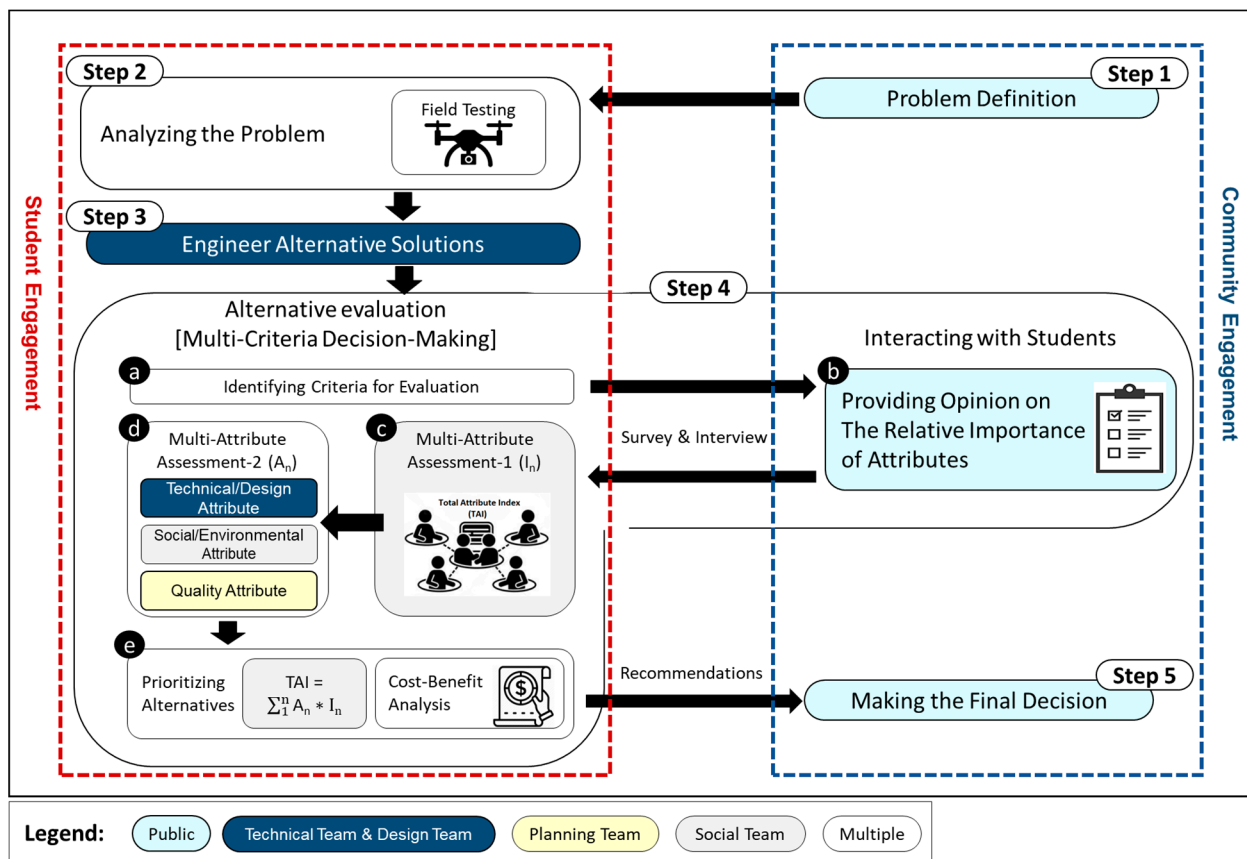 Step 1
Problem Definition
Step 2
Analyzing the Problem
Field Testing
Step 3
Engineer Alternative Solutions
Student Engagement
Community Engagement
Step 4
Alternative evaluation
[Multi-Criteria Decision-Making]
Interacting with Students
a
Identifying Criteria for Evaluation
b
Providing Opinion on
The Relative Importance
of Attributes
Survey & Interview
c
Multi-Attribute
Assessment-1 (Iₙ)
Total Attribute Index
(TAI)
d
Multi-Attribute
Assessment-2 (Aₙ)
Technical/Design
Attribute
Social/Environmental
Attribute
Quality Attribute
e
Prioritizing
Alternatives
TAI =
∑₁ⁿ Aₙ ∗ Iₙ
Cost-Benefit
Analysis
$
Recommendations
Step 5
Making the Final Decision
Legend:
Public
Technical Team & Design Team
Planning Team
Social Team
Multiple